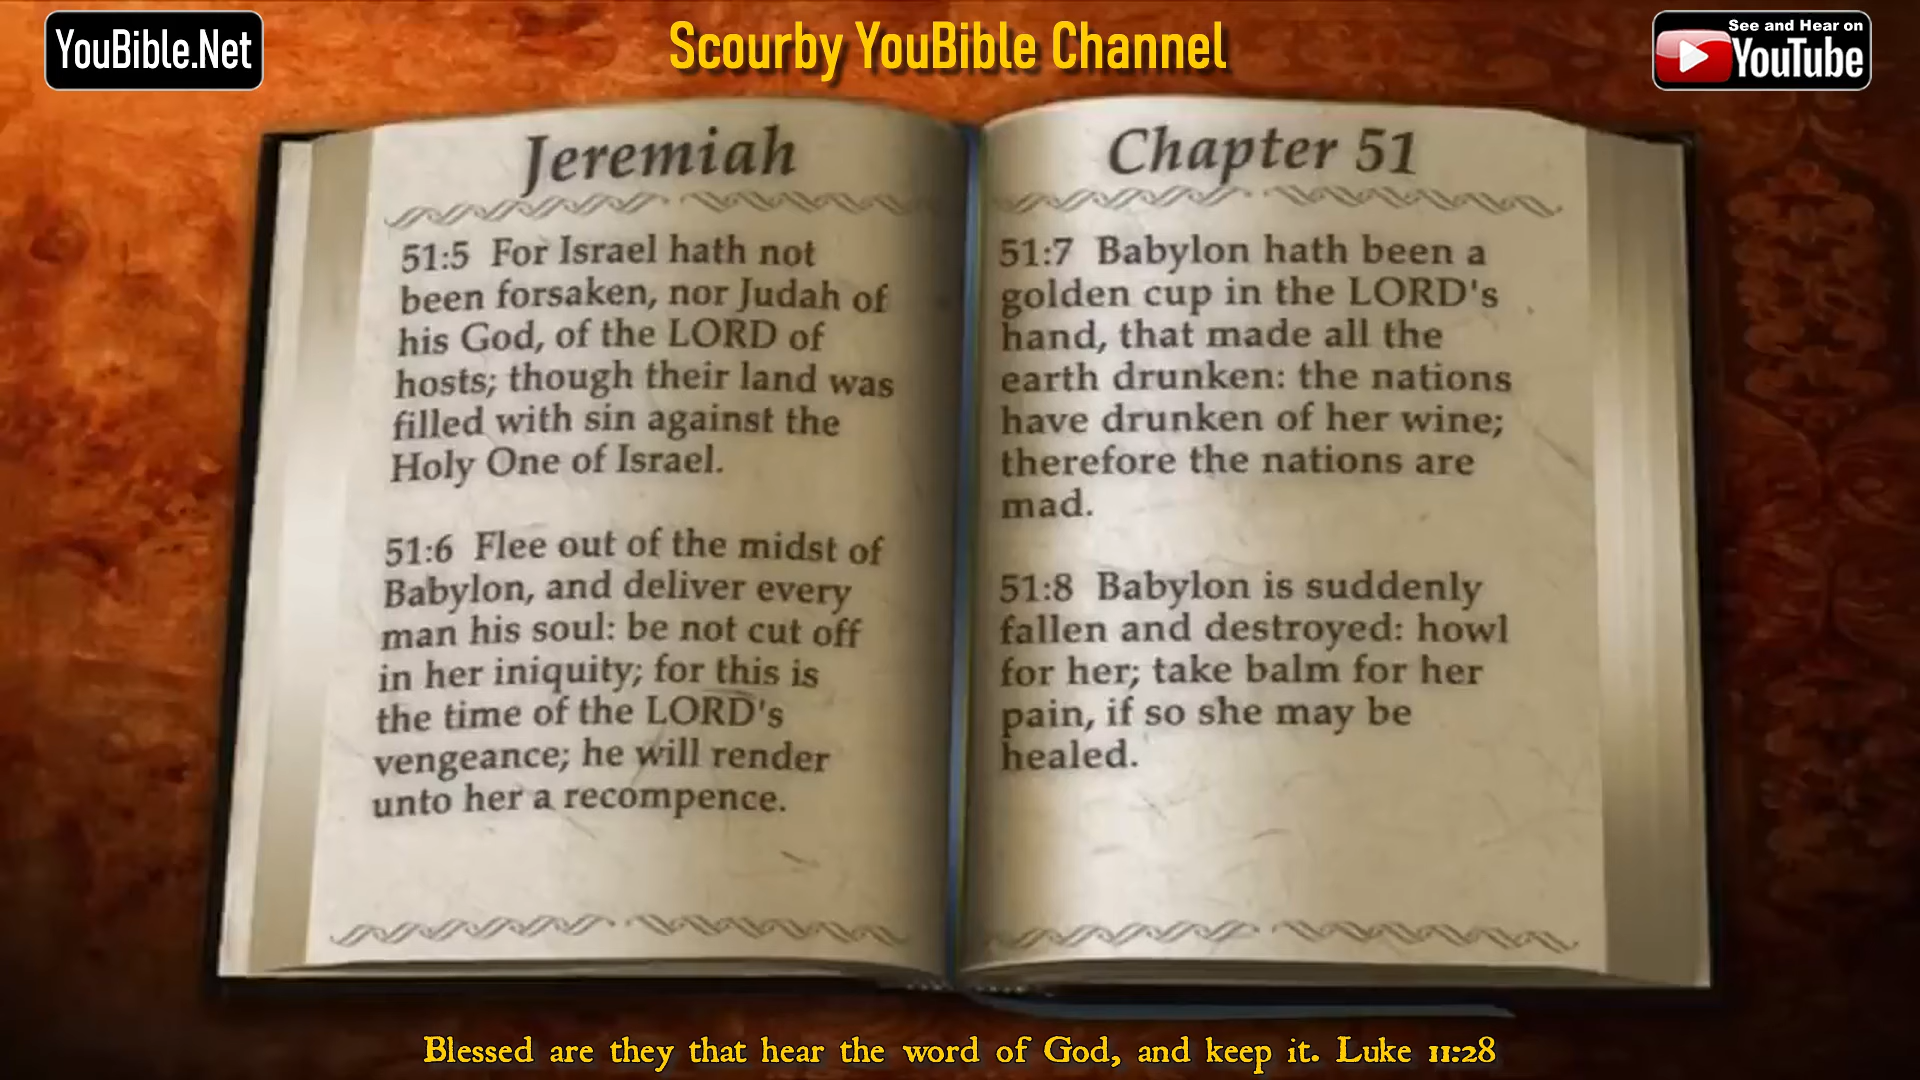 YouBible.Net
Scourby YouBible Channel
See and Hear on
YouTube
Jeremiah
51:5 For Israel hath not
been forsaken, nor Judah of
his God, of the LORD of
hosts; though their land was
filled with sin against the
Holy One of Israel.
51:6 Flee out of the midst of
Babylon, and deliver every
man his soul: be not cut off
in her iniquity; for this is
the time of the LORD's
vengeance; he will render
unto her a recompence.
Chapter 51
51:7 Babylon hath been a
golden cup in the LORD's
hand, that made all the
earth drunken: the nations
have drunken of her wine;
therefore the nations are
mad.
51:8 Babylon is suddenly
fallen and destroyed: howl
for her; take balm for her
pain, if so she may be
healed.
Blessed are they that hear the word of God, and keep it. Luke 11:28